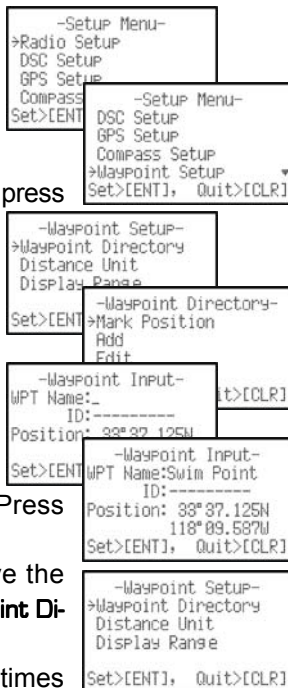 -Setup Menu-
→Radio Setup
DSC Setup
GPS Setup
Compass
Set>[ENT
-Setup Menu-
DSC Setup
GPS Setup
Compass Setup
→Waypoint Setup ▼
Set>[ENT], Quit>[CLR]
press
-Waypoint Setup-
→Waypoint Directory
Distance Unit
Display Range
Set>[ENT
-Waypoint Directory-
→Mark Position
Add
Edit
it>[CLR]
-Waypoint Input-
WPT Name:_
ID:---------
Position: 33°37.125N
Set>[ENT
-Waypoint Input-
WPT Name:Swim Point
ID:---------
Position: 33°37.125N
118°09.587W
Set>[ENT], Quit>[CLR]
Press
-Waypoint Setup-
→Waypoint Directory
Distance Unit
Display Range
Set>[ENT], Quit>[CLR]
e the
int Di-
times